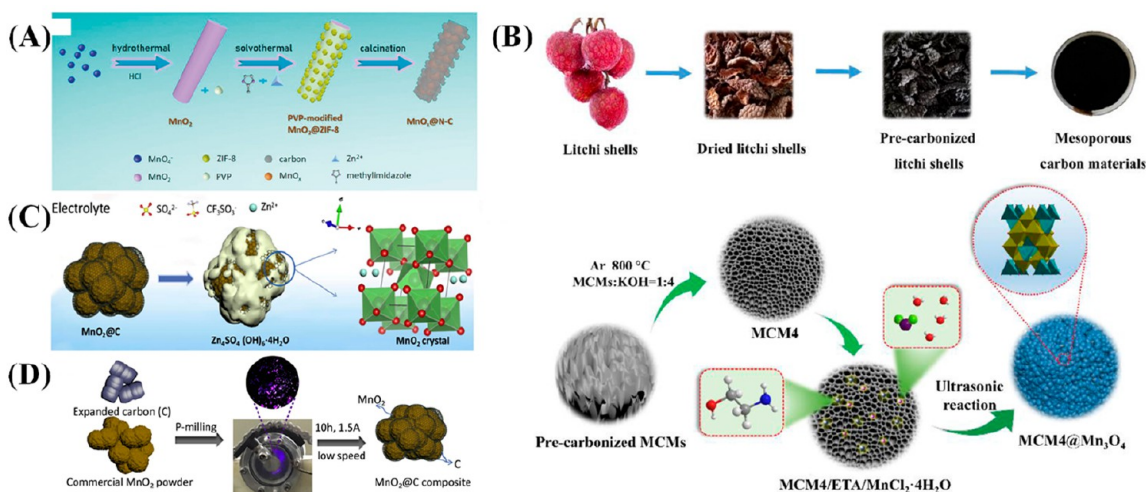 (A)
hydrothermal
HCl
solvothermal
calcination
MnO₂
PVP-modified
MnO₂@ZIF-8
MnOₓ@N-C
MnO₄⁻
ZIF-8
carbon
Zn²⁺
MnO₂
PVP
MnOₓ
methylimidazole
(B)
Litchi shells
Dried litchi shells
Pre-carbonized
litchi shells
Mesoporous
carbon materials
Ar 800 °C
MCMs:KOH=1:4
MCM4
Pre-carbonized MCMs
MCM4/ETA/MnCl₂·4H₂O
Ultrasonic
reaction
MCM4@Mn₃O₄
(C)
Electrolyte
SO₄²⁻
CF₃SO₃⁻
Zn²⁺
MnO₂@C
Zn₄SO₄ (OH)₆·4H₂O
MnO₂ crystal
(D)
Expanded carbon (C)
Commercial MnO₂ powder
P-milling
10h, 1.5A
low speed
MnO₂
C
MnO₂@C composite